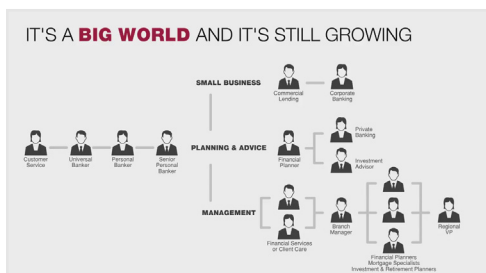 IT'S A BIG WORLD AND IT'S STILL GROWING
SMALL BUSINESS
Commercial
Lending
Corporate
Banking
Customer
Service
Universal
Banker
Personal
Banker
Senior
Personal
Banker
PLANNING & ADVICE
Financial
Planner
Private
Banking
Investment
Advisor
MANAGEMENT
Financial Services
or Client Care
Branch
Manager
Financial Planners
Mortgage Specialists
Investment & Retirement Planners
Regional
VP